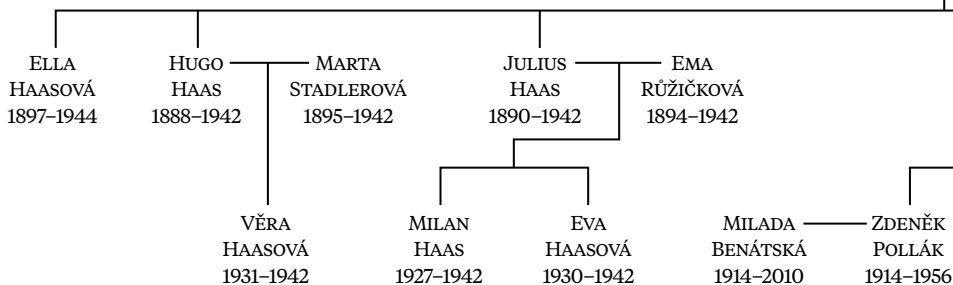 ELLA
HAASOVÁ
1897–1944
HUGO
HAAS
1888–1942
MARTA
STADLEROVÁ
1895–1942
JULIUS
HAAS
1890–1942
EMA
RŮŽIČKOVÁ
1894–1942
VĚRA
HAASOVÁ
1931–1942
MILAN
HAAS
1927–1942
EVA
HAASOVÁ
1930–1942
MILADA
BENÁTSKÁ
1914–2010
ZDENĚK
POLLÁK
1914–1956